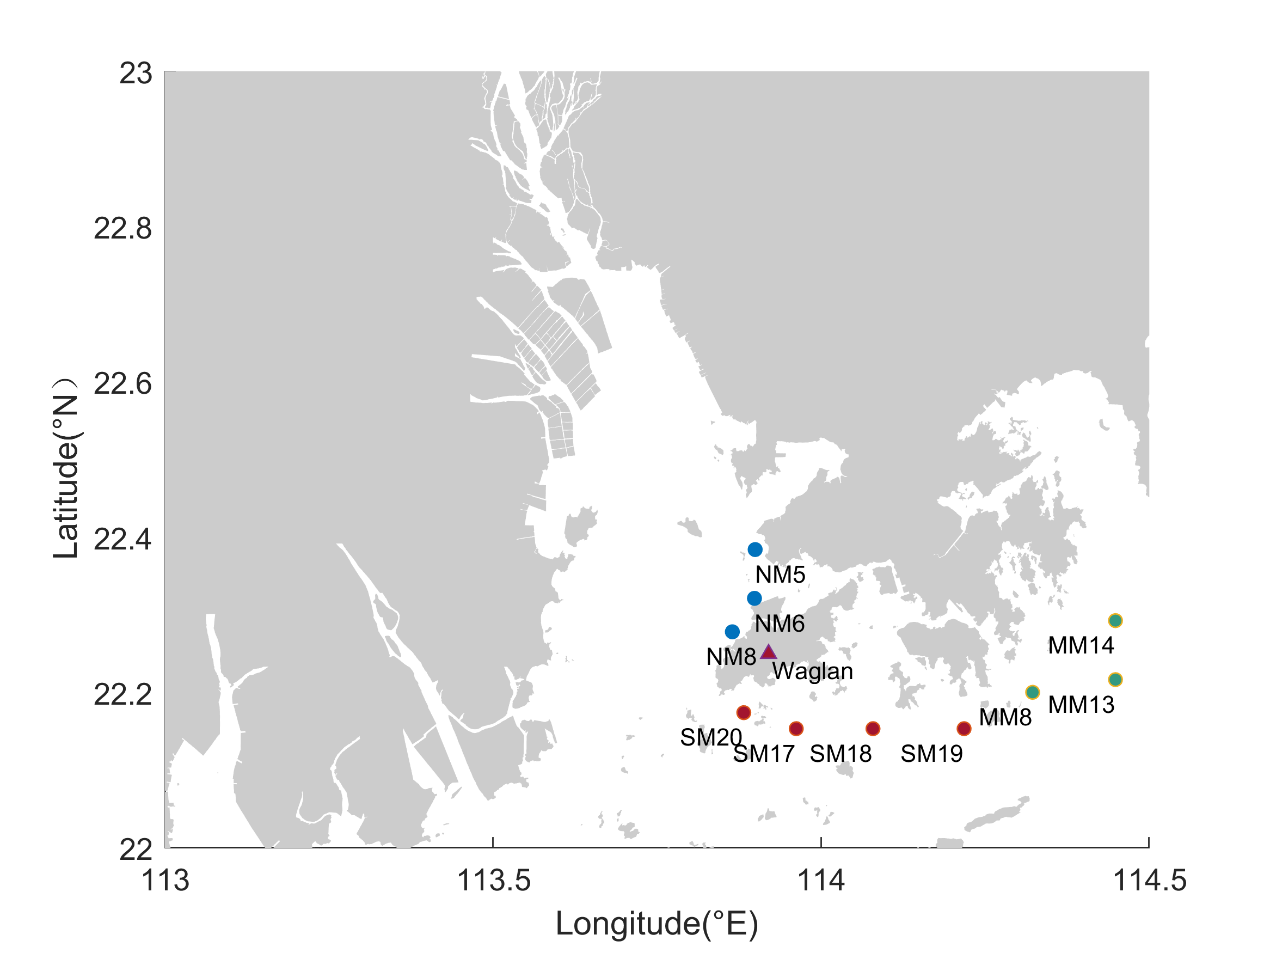 23
22.8
22.6
22.4
22.2
22
Latitude(°N）
NM5
NM6
NM8
Waglan
MM14
MM13
MM8
SM20
SM17
SM18
SM19
113
113.5
114
114.5
Longitude(°E)